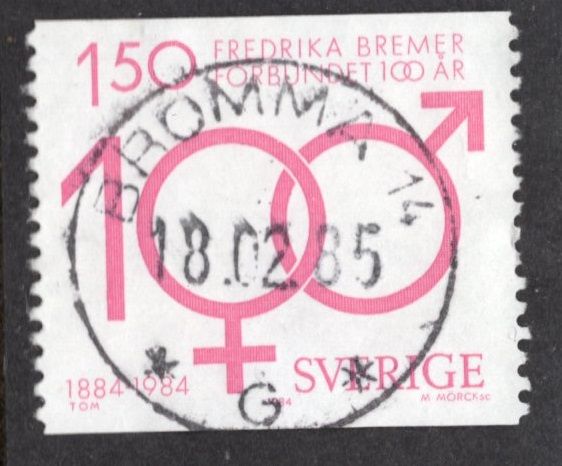 150 FREDRIKA BREMER
FÖRBUNDET 100 ÅR
BROMMA 14
100
18.02.85
SVERIGE
1884-1984
TOM
1984
M MÖRCK sc
G